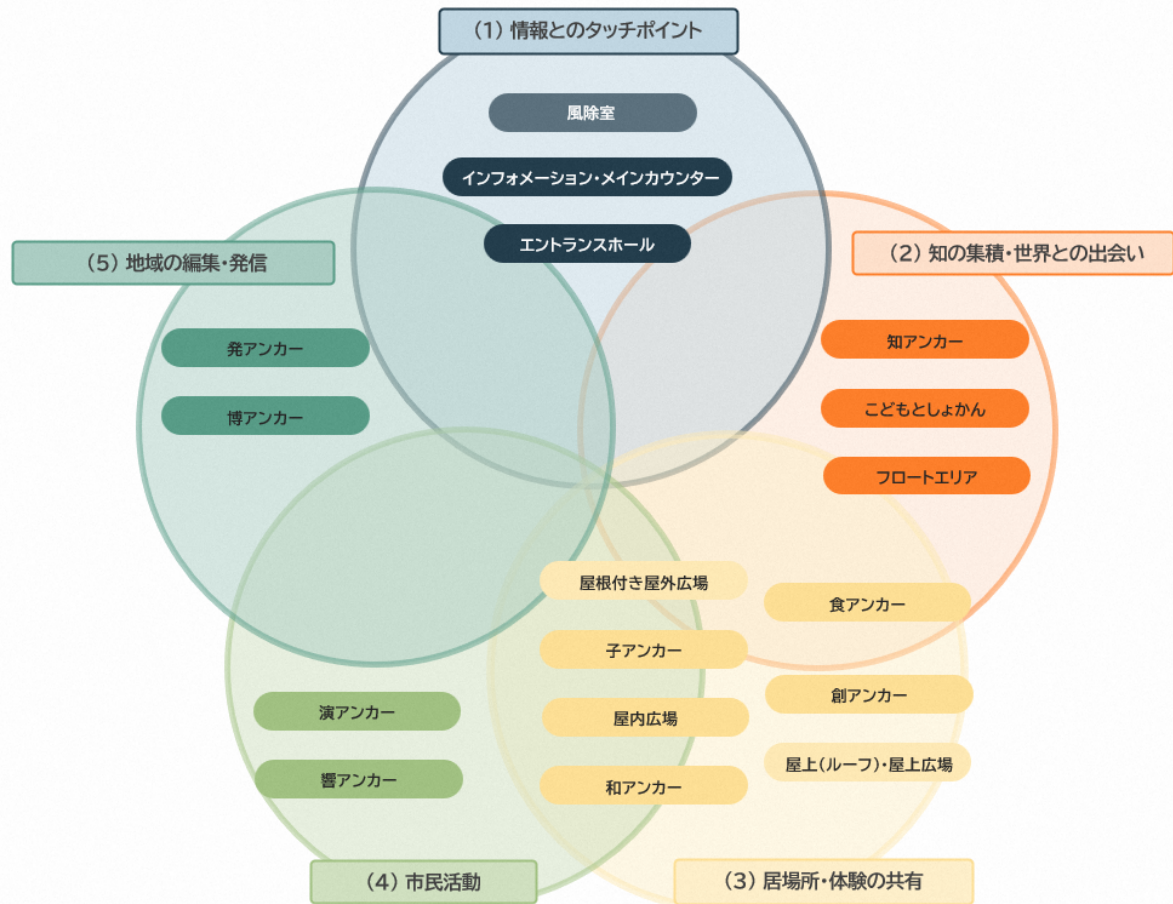 (1) 情報とのタッチポイント
風除室
インフォメーション・メインカウンター
エントランスホール
(5) 地域の編集・発信
発アンカー
博アンカー
(2) 知の集積・世界との出会い
知アンカー
こどもとしょかん
フロートエリア
屋根付き屋外広場
子アンカー
屋内広場
和アンカー
食アンカー
創アンカー
屋上(ルーフ)・屋上広場
演アンカー
響アンカー
(4) 市民活動
(3) 居場所・体験の共有